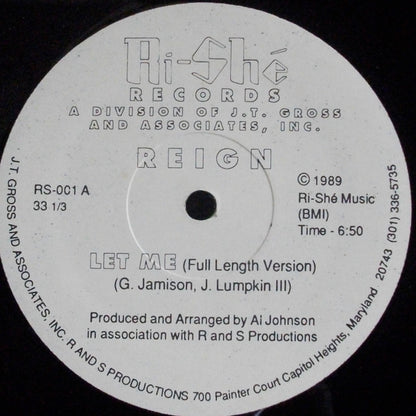 Ri-Shé
RECORDS
A DIVISION OF J.T. GROSS
AND ASSOCIATES, INC.
REIGN
RS-001 A
33 1/3
© 1989
Ri-Shé Music
(BMI)
Time - 6:50
LET ME (Full Length Version)
(G. Jamison, J. Lumpkin III)
Produced and Arranged by Al Johnson
in association with R and S Productions
J.T. GROSS AND ASSOCIATES, INC. R AND S PRODUCTIONS 700 Painter Court Capitol Heights, Maryland 20743 (301) 336-5735